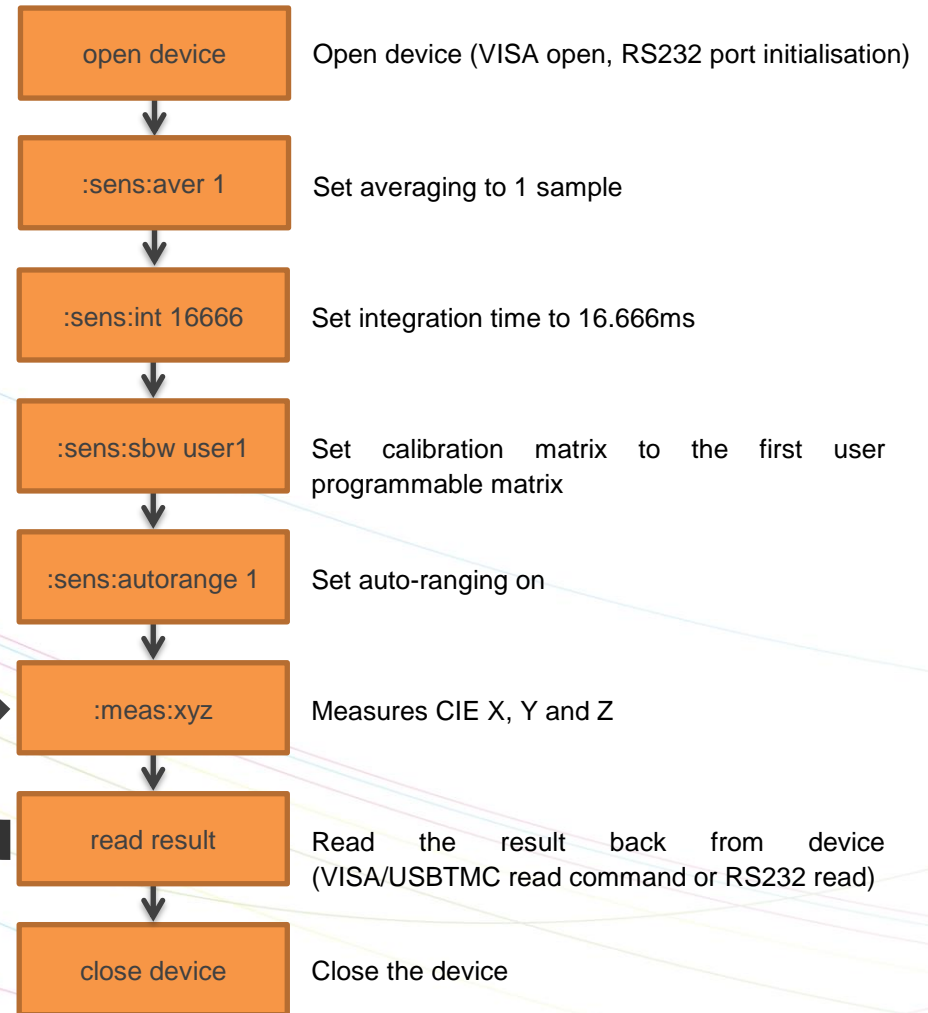 open device
Open device (VISA open, RS232 port initialisation)
:sens:aver 1
Set averaging to 1 sample
:sens:int 16666
Set integration time to 16.666ms
:sens:sbw user1
Set calibration matrix to the first user
programmable matrix
:sens:autorange 1
Set auto-ranging on
:meas:xyz
Measures CIE X, Y and Z
read result
Read the result back from device
(VISA/USBTMC read command or RS232 read)
close device
Close the device